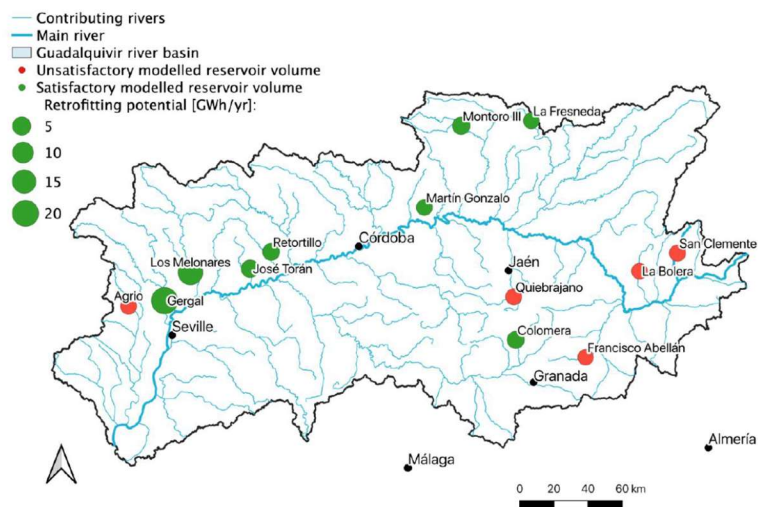 Contributing rivers
Main river
Guadalquivir river basin
Unsatisfactory modelled reservoir volume
Satisfactory modelled reservoir volume
Retrofitting potential [GWh/yr]:
5
10
15
20
Montoro III
La Fresneda
Martín Gonzalo
Córdoba
Retortillo
San Clemente
Los Melonares
José Torán
Jaén
La Bolera
Agrio
Gergal
Quiebrajano
Seville
Colomera
Francisco Abellán
Granada
Almería
Málaga
0 20 40 60 km